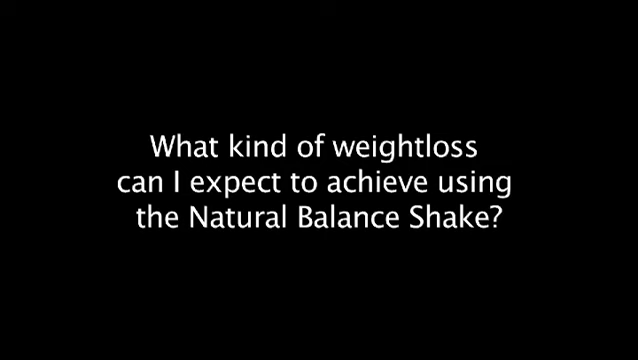 What kind of weightloss
can I expect to achieve using
the Natural Balance Shake?